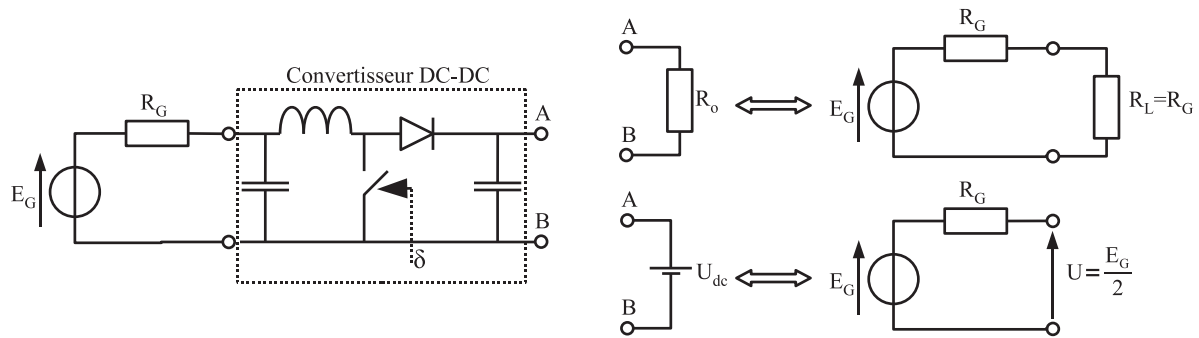 Convertisseur DC-DC
R_G
E_G
δ
A
B
A
R_o
B
R_G
E_G
R_L=R_G
A
U_dc
B
R_G
E_G
U=E_G/2